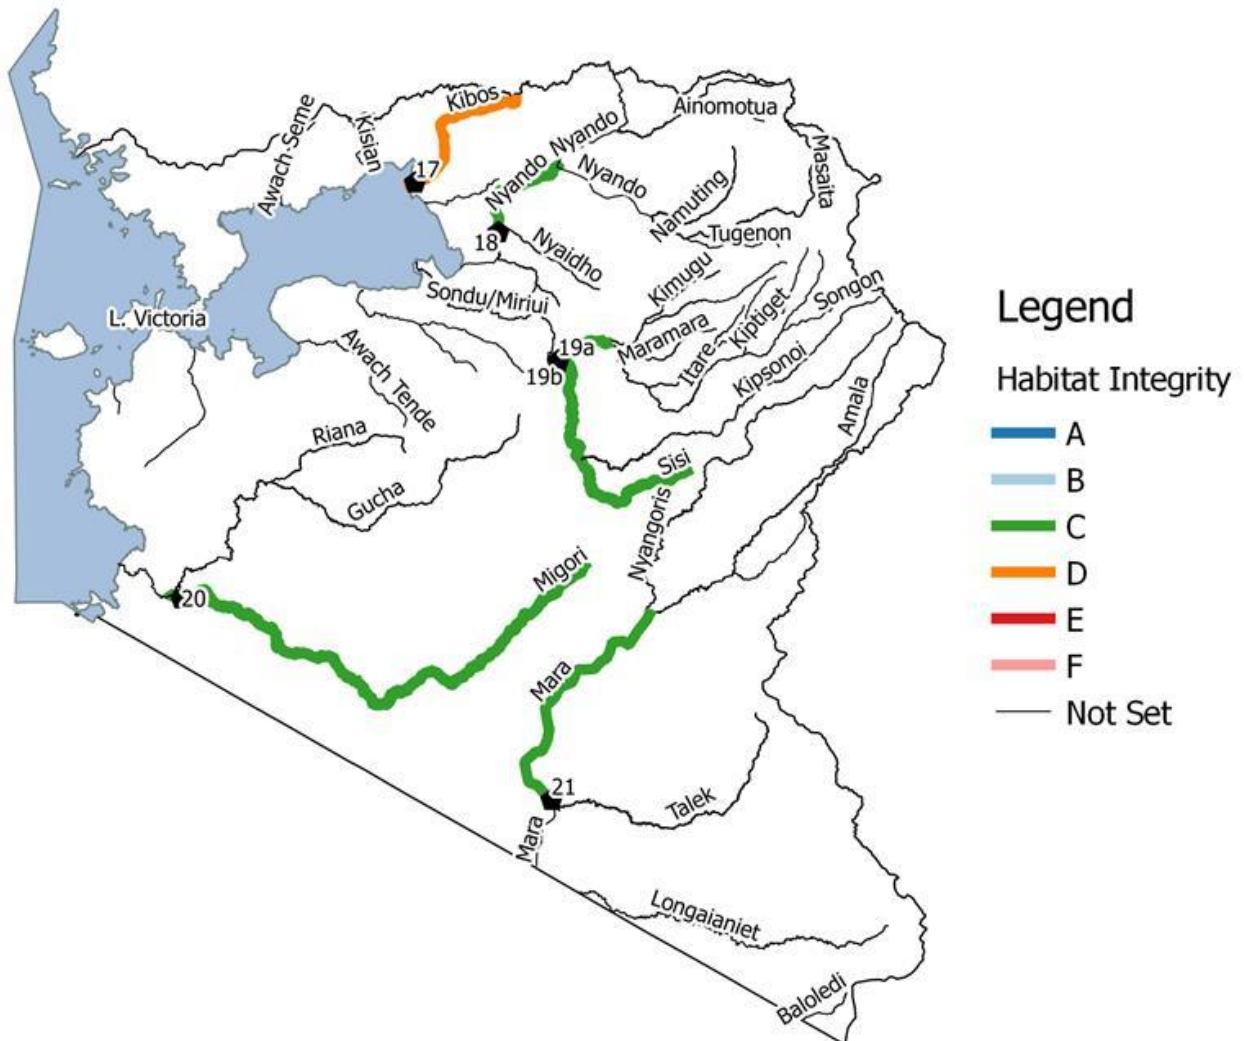 Kibos
Ainomotua
Awach Seme
Kisian
Nyando
Masaita
17
Nyando
Nyando
Namuting
18
Nyaidho
Tugenon
Kimugu
Songon
Sondu/Miriui
Kiptiget
L. Victoria
Maramara
19a
Itare
Kipsonoi
Awach Tende
19b
Amala
Riana
Sisi
Gucha
Nyangoris
Migori
20
Mara
21
Talek
Mara
Longaianiet
Baloledi
Legend
Habitat Integrity
A
B
C
D
E
F
Not Set